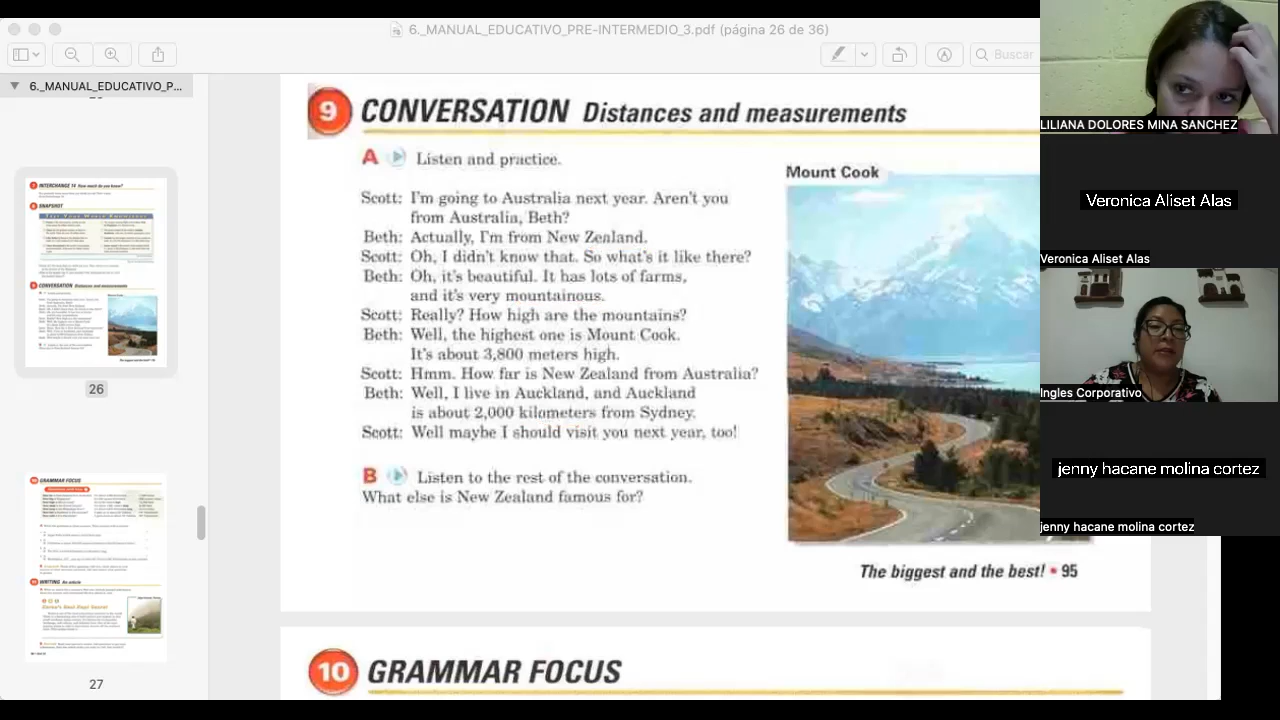 6._MANUAL_EDUCATIVO_PRE-INTERMEDIO_3.pdf (página 26 de 36)
Buscar
6._MANUAL_EDUCATIVO_P...
26
27
9 CONVERSATION Distances and measurements
A Listen and practice.
Mount Cook
Scott: I'm going to Australia next year. Aren't you
from Australia, Beth?
Beth: Actually, I'm from New Zealand.
Scott: Oh, I didn't know that. So what's it like there?
Beth: Oh, it's beautiful. It has lots of farms,
and it's very mountainous.
Scott: Really? How high are the mountains?
Beth: Well, the highest one is Mount Cook.
It's about 3,800 meters high.
Scott: Hmm. How far is New Zealand from Australia?
Beth: Well, I live in Auckland, and Auckland
is about 2,000 kilometers from Sydney.
Scott: Well maybe I should visit you next year, too!
B Listen to the rest of the conversation.
What else is New Zealand famous for?
The biggest and the best! • 95
10 GRAMMAR FOCUS
LILIANA DOLORES MINA SANCHEZ
Veronica Aliset Alas
Veronica Aliset Alas
Ingles Corporativo
jenny hacane molina cortez
jenny hacane molina cortez